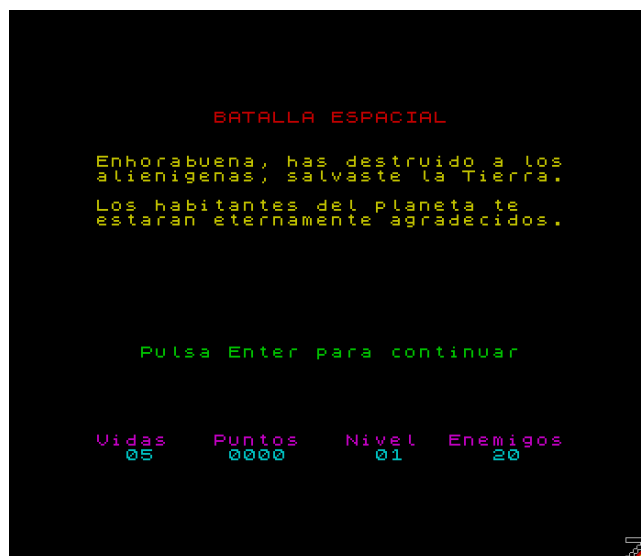 BATALLA ESPACIAL
Enhorabuena, has destruido a los
alienigenas, salvaste la Tierra.
Los habitantes del planeta te
estaran eternamente agradecidos.
Pulsa Enter para continuar
Vidas Puntos Nivel Enemigos
05 0000 01 20